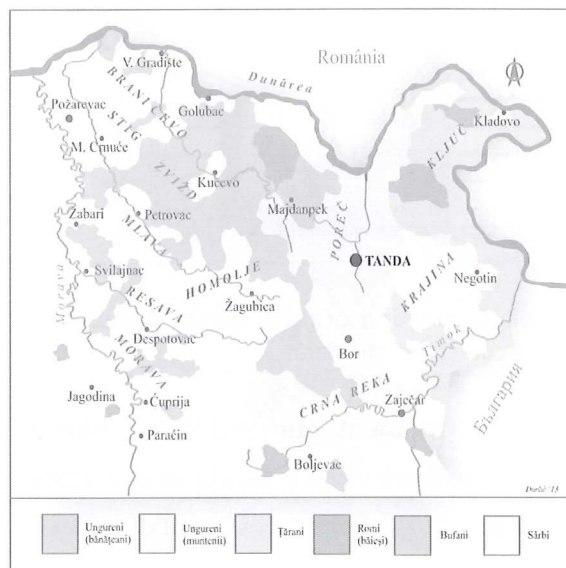 România
Dunărea
V. Gradište
BRANIČEVO
Golubac
Požarevac
STIG
Kladovo
KLJUČ
M. Crnuće
ZVIŽD
Kučevo
Majdanpek
Žabari
Petrovac
MLAVA
POREČ
TANDA
Morava
Svilajnac
HOMOLJE
KRAJINA
Negotin
RESAVA
Žagubica
Despotovac
Timok
MORAVA
Bor
България
Jagodina
Ćuprija
CRNA REKA
Zaječar
Paraćin
Boljevac
Ungureni
(bănățeani)
Ungureni
(muntenii)
Țărani
Romi
(băieși)
Bufani
Sârbi